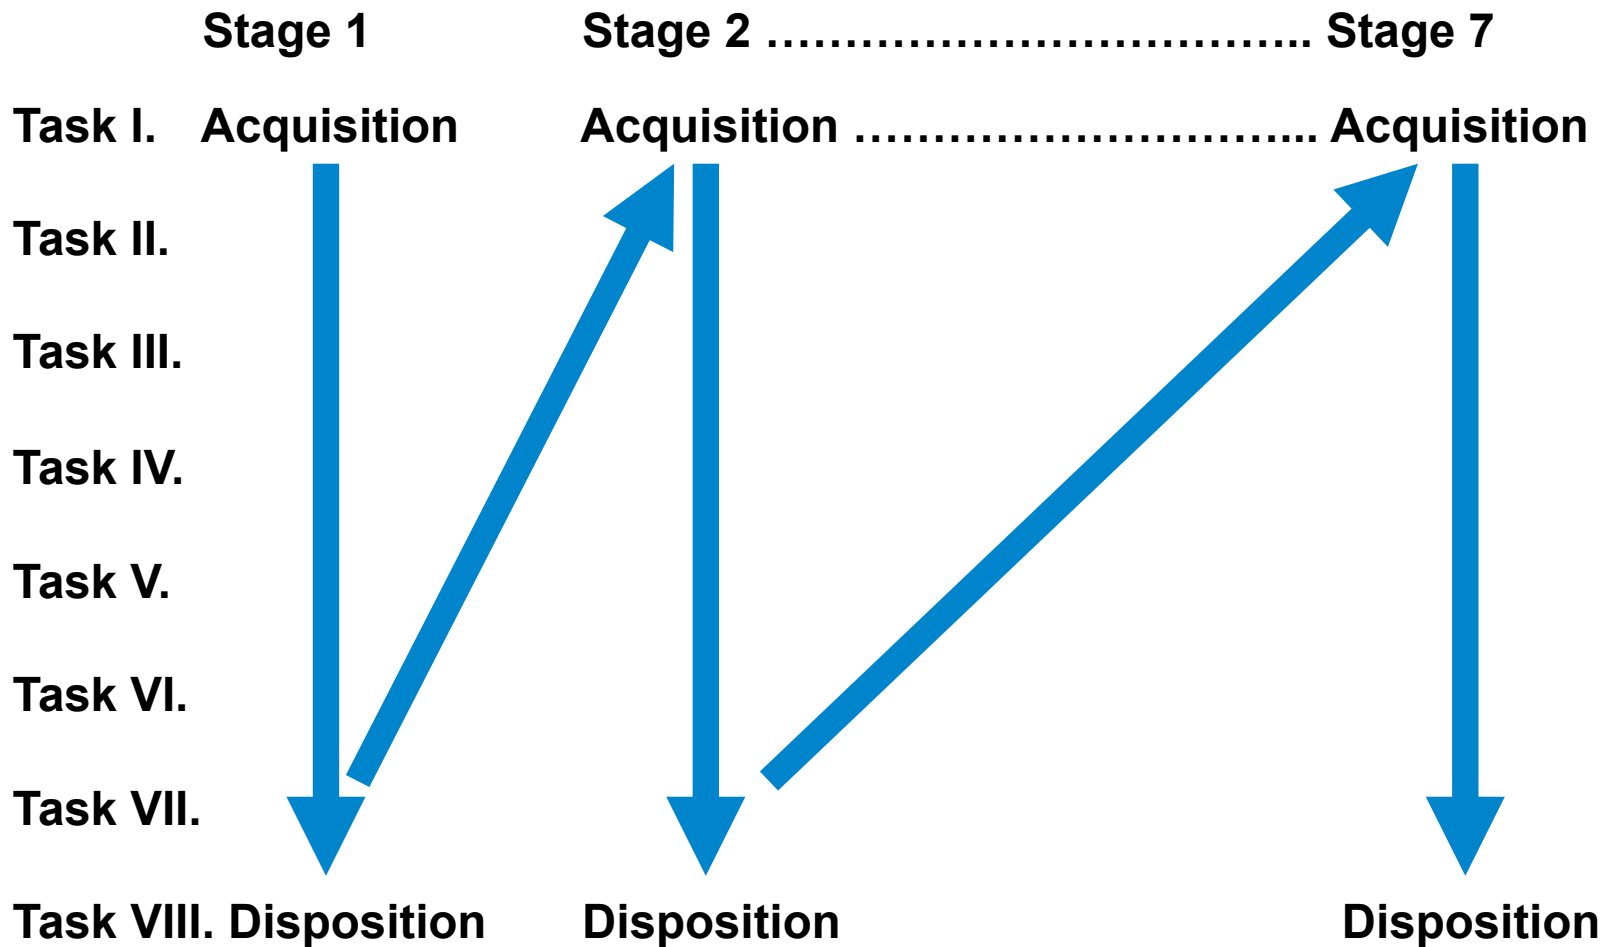 Stage 1 Stage 2 ……………………………….. Stage 7
Task I. Acquisition Acquisition ………………………... Acquisition
Task II.
Task III.
Task IV.
Task V.
Task VI.
Task VII.
Task VIII. Disposition Disposition Disposition